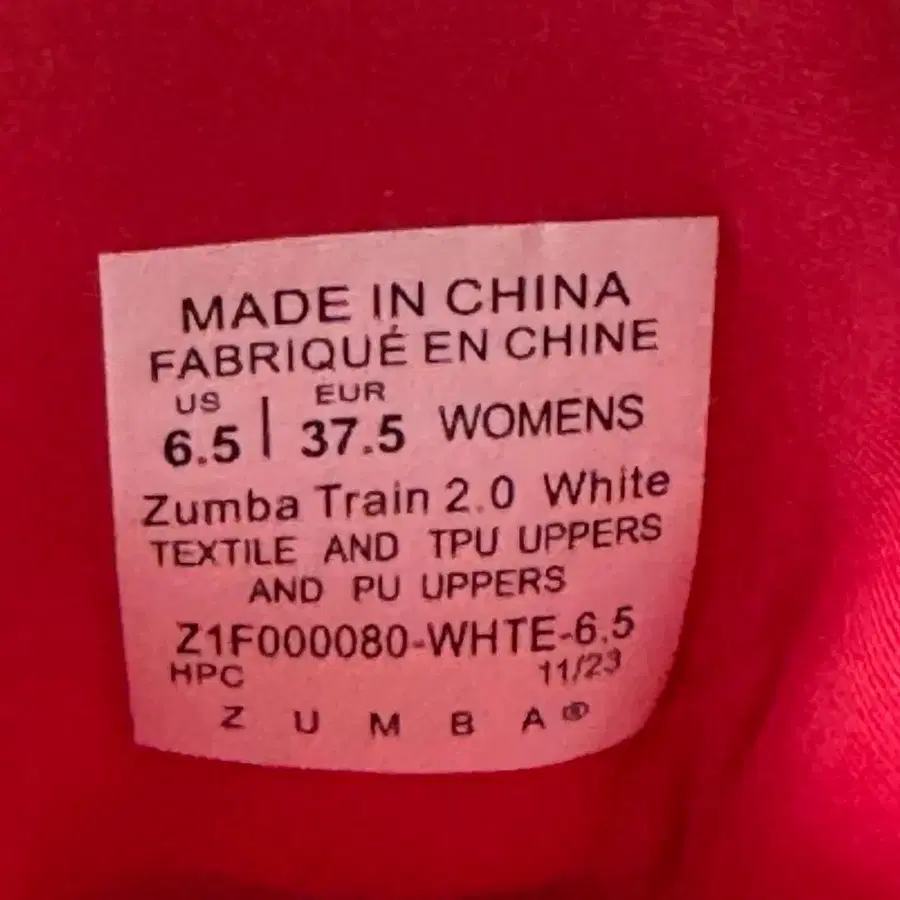 MADE IN CHINA
FABRIQUÉ EN CHINE
US | EUR
6.5 | 37.5 WOMENS
Zumba Train 2.0 White
TEXTILE AND TPU UPPERS
AND PU UPPERS
Z1F000080-WHTE-6.5
HPC 11/23
ZUMBA®